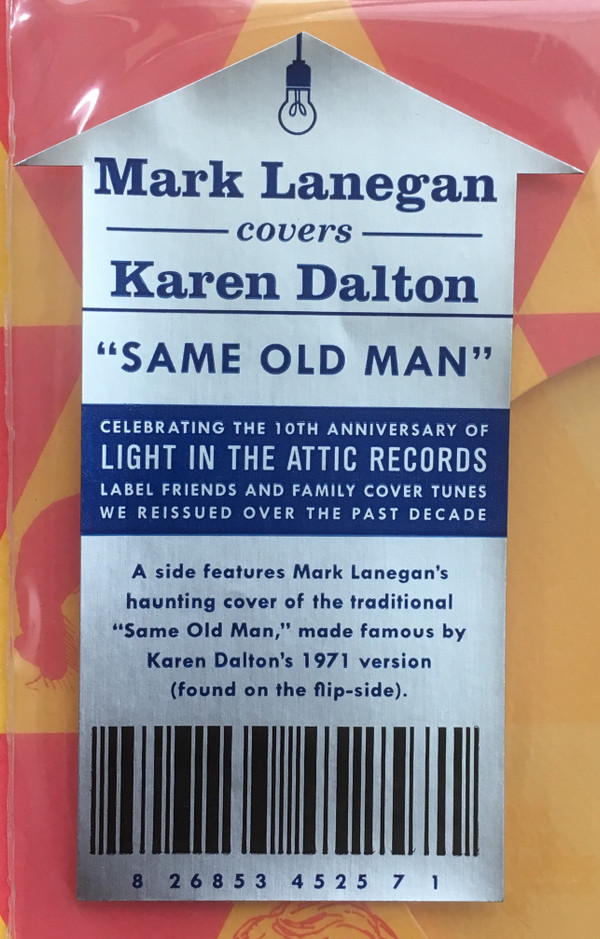 Mark Lanegan
covers
Karen Dalton
“SAME OLD MAN”
CELEBRATING THE 10TH ANNIVERSARY OF
LIGHT IN THE ATTIC RECORDS
LABEL FRIENDS AND FAMILY COVER TUNES
WE REISSUED OVER THE PAST DECADE
A side features Mark Lanegan’s
haunting cover of the traditional
“Same Old Man,” made famous by
Karen Dalton’s 1971 version
(found on the flip-side).
8 26853 4525 7 1